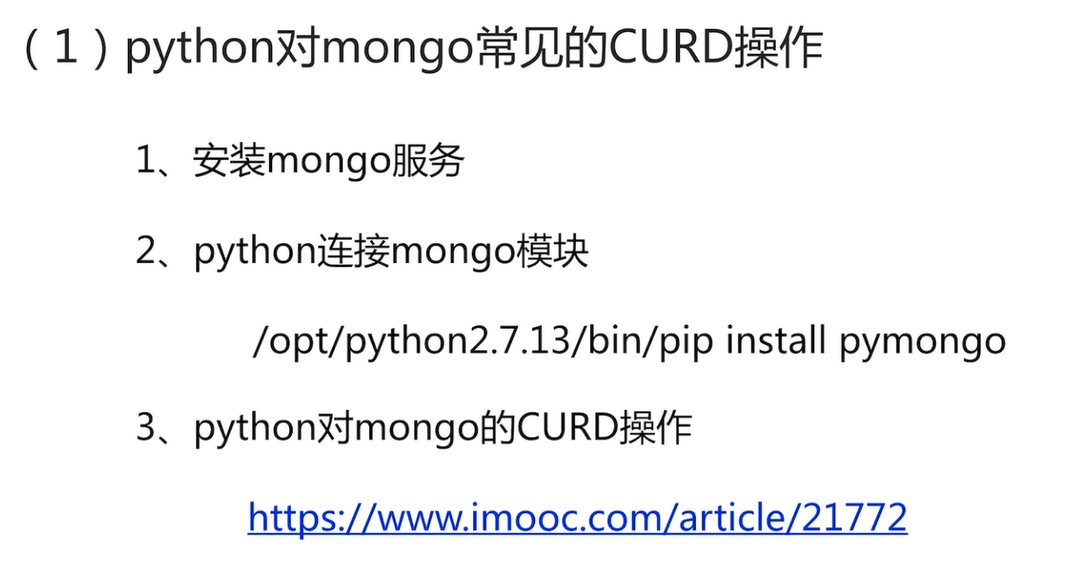 （1）python对mongo常见的CURD操作
1、安装mongo服务
2、python连接mongo模块
/opt/python2.7.13/bin/pip install pymongo
3、python对mongo的CURD操作
https://www.imooc.com/article/21772